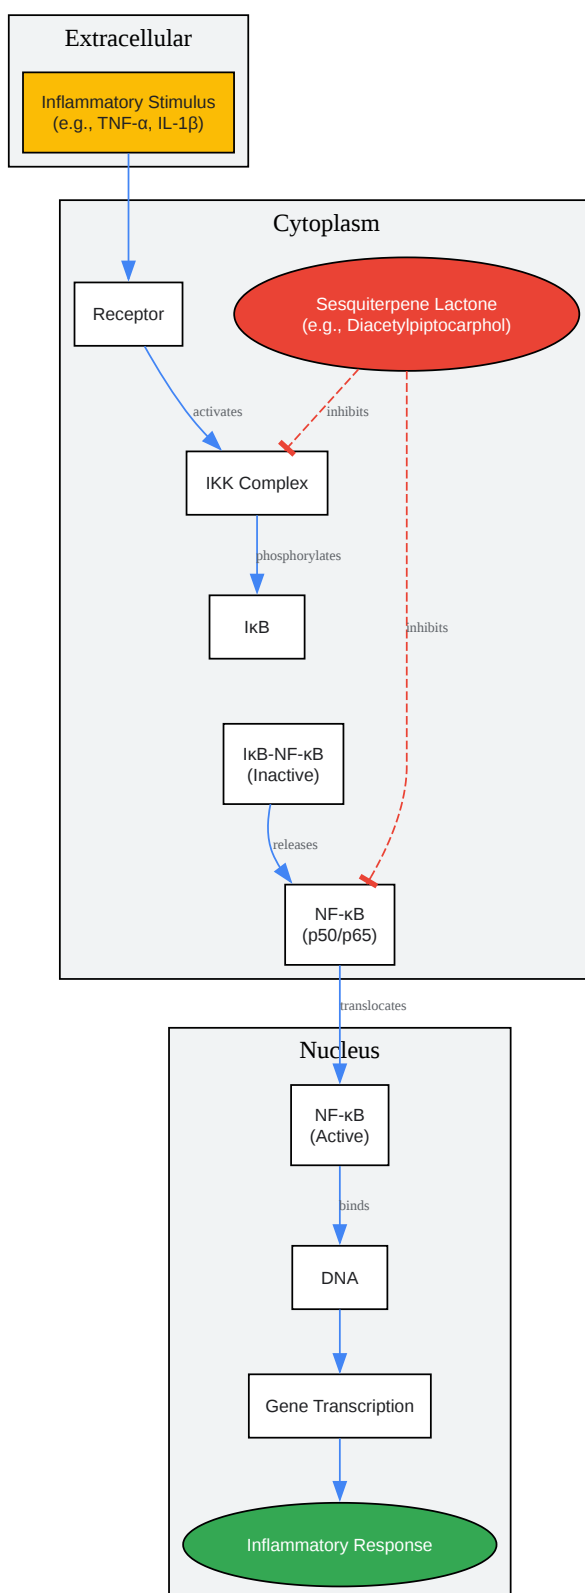 Extracellular
Inflammatory Stimulus
(e.g., TNF-α, IL-1β)
Cytoplasm
Receptor
Sesquiterpene Lactone
(e.g., Diacetylpiptocarphol)
activates
inhibits
IKK Complex
phosphorylates
IκB
inhibits
IκB-NF-κB
(Inactive)
releases
NF-κB
(p50/p65)
translocates
Nucleus
NF-κB
(Active)
binds
DNA
Gene Transcription
Inflammatory Response